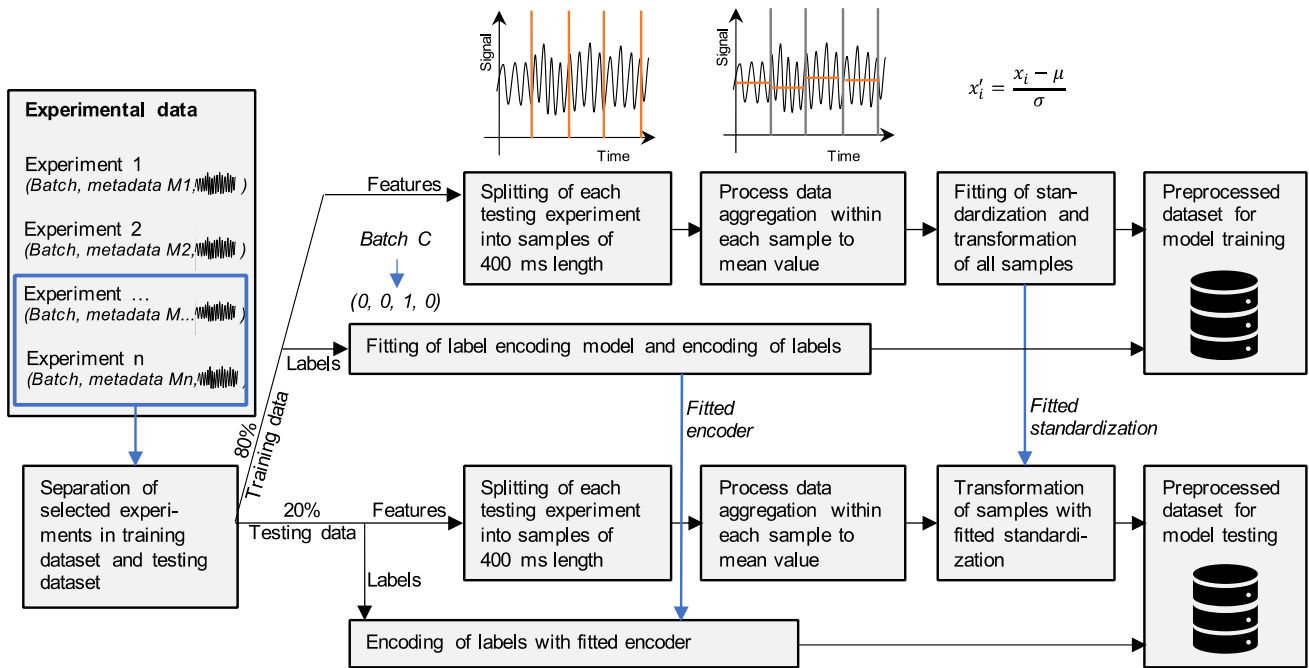 Signal
Time
Signal
Time
x′ᵢ = (xᵢ − μ) / σ
Experimental data
Experiment 1
(Batch, metadata M1, )
Experiment 2
(Batch, metadata M2, )
Experiment …
(Batch, metadata M... )
Experiment n
(Batch, metadata Mn, )
Features
Splitting of each
testing experiment
into samples of
400 ms length
Process data
aggregation within
each sample to
mean value
Fitting of stan-
dardization and
transformation
of all samples
Preprocessed
dataset for
model training
Batch C
(0, 0, 1, 0)
Labels
Fitting of label encoding model and encoding of labels
80%
Training data
Fitted
encoder
Fitted
standardization
Separation of
selected experi-
ments in training
dataset and testing
dataset
20%
Testing data
Features
Splitting of each
testing experiment
into samples of
400 ms length
Process data
aggregation within
each sample to
mean value
Transformation
of samples with
fitted standardi-
zation
Preprocessed
dataset for
model testing
Labels
Encoding of labels with fitted encoder